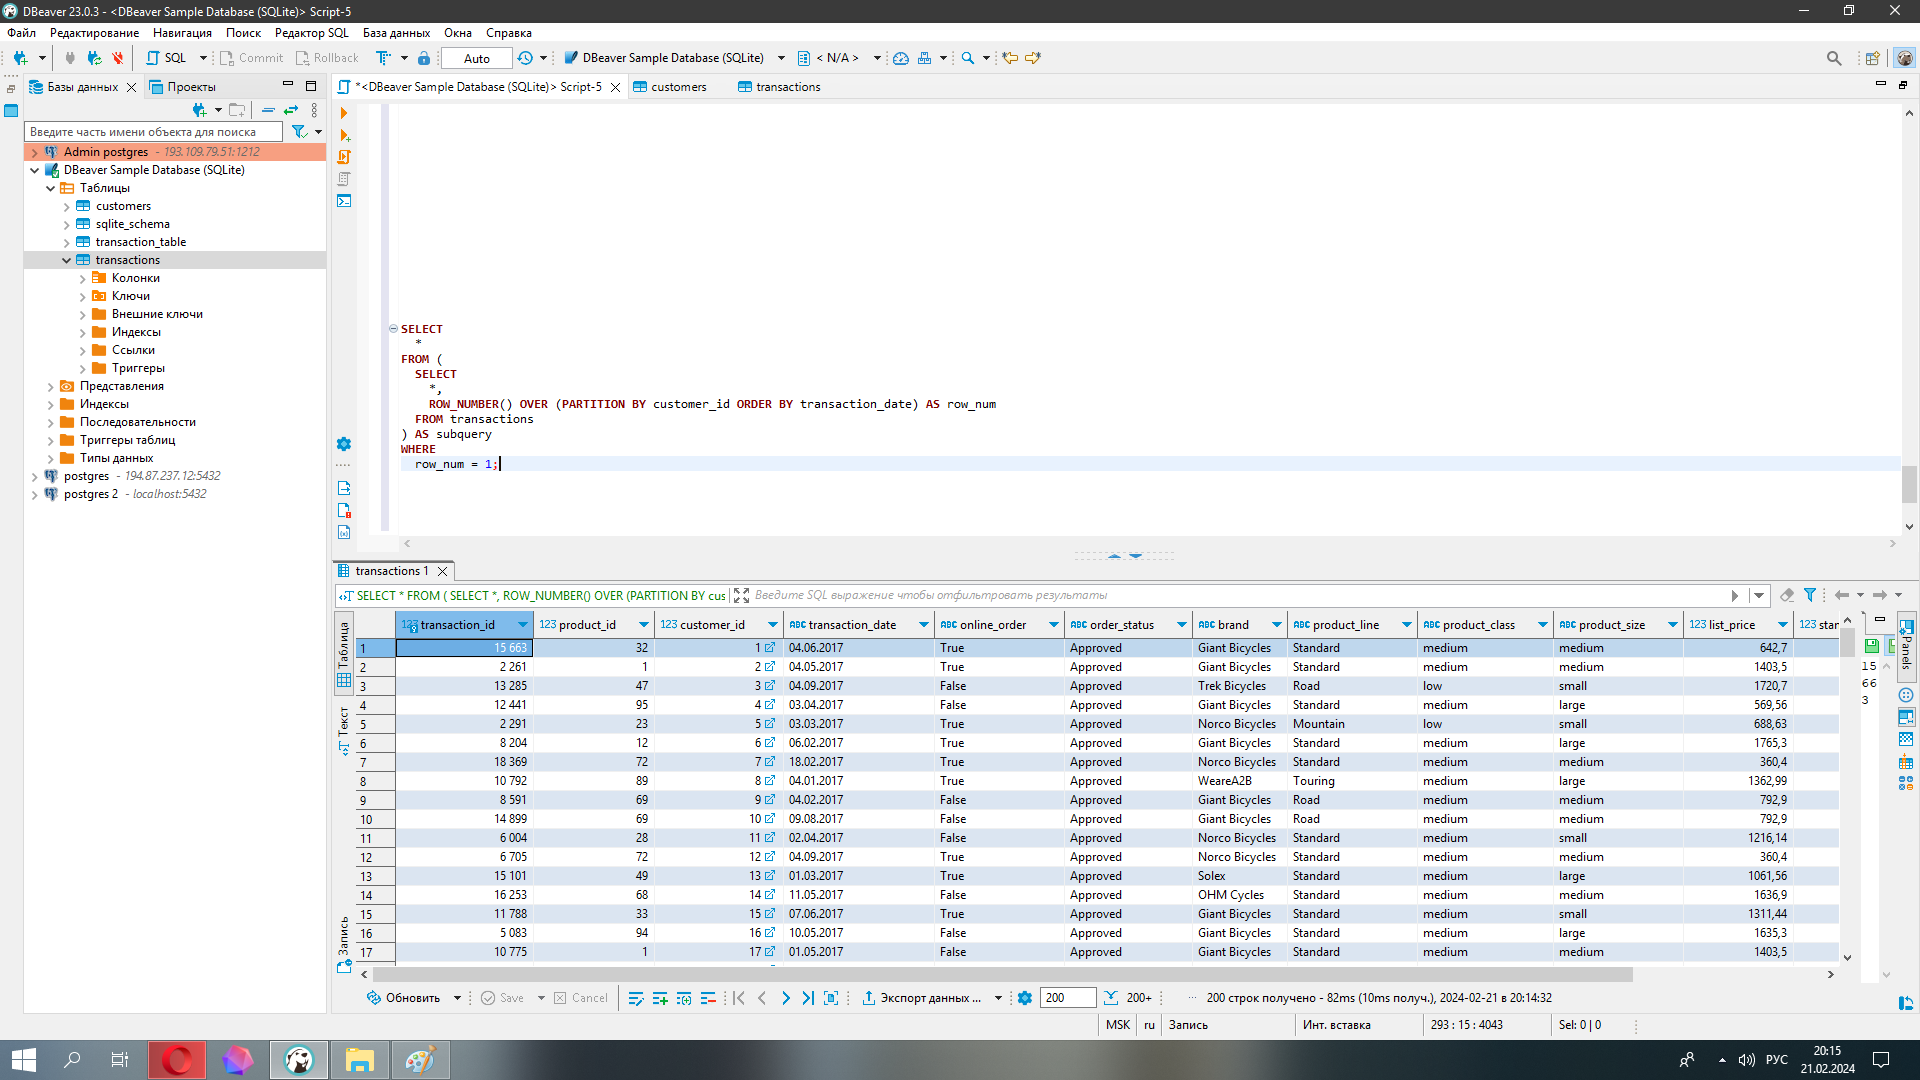 DBeaver 23.0.3 - <DBeaver Sample Database (SQLite)> Script-5
Файл Редактирование Навигация Поиск Редактор SQL База данных Окна Справка
SQL Commit Rollback Auto DBeaver Sample Database (SQLite) < N/A >
Базы данных Проекты
*<DBeaver Sample Database (SQLite)> Script-5 customers transactions
Введите часть имени объекта для поиска
Admin postgres - 193.109.79.51:1212
DBeaver Sample Database (SQLite)
Таблицы
customers
sqlite_schema
transaction_table
transactions
Колонки
Ключи
Внешние ключи
Индексы
Ссылки
Триггеры
Представления
Индексы
Последовательности
Триггеры таблиц
Типы данных
postgres - 194.87.237.12:5432
postgres 2 - localhost:5432
SELECT
*
FROM (
SELECT
*,
ROW_NUMBER() OVER (PARTITION BY customer_id ORDER BY transaction_date) AS row_num
FROM transactions
) AS subquery
WHERE
row_num = 1;
transactions 1
SELECT * FROM ( SELECT *, ROW_NUMBER() OVER (PARTITION BY cus Введите SQL выражение чтобы отфильтровать результаты
Таблица
Текст
Запись
123 transaction_id 123 product_id 123 customer_id ABC transaction_date ABC online_order ABC order_status ABC brand ABC product_line ABC product_class ABC product_size 123 list_price 123 star
1 15 663 32 1 04.06.2017 True Approved Giant Bicycles Standard medium medium 642,7
2 2 261 1 2 04.05.2017 True Approved Giant Bicycles Standard medium medium 1403,5
3 13 285 47 3 04.09.2017 False Approved Trek Bicycles Road low small 1720,7
4 12 441 95 4 03.04.2017 False Approved Giant Bicycles Standard medium large 569,56
5 2 291 23 5 03.03.2017 True Approved Norco Bicycles Mountain low small 688,63
6 8 204 12 6 06.02.2017 True Approved Giant Bicycles Standard medium large 1765,3
7 18 369 72 7 18.02.2017 True Approved Norco Bicycles Standard medium medium 360,4
8 10 792 89 8 04.01.2017 True Approved WeareA2B Touring medium large 1362,99
9 8 591 69 9 04.02.2017 False Approved Giant Bicycles Road medium medium 792,9
10 14 899 69 10 09.08.2017 False Approved Giant Bicycles Road medium medium 792,9
11 6 004 28 11 02.04.2017 False Approved Norco Bicycles Standard medium small 1216,14
12 6 705 72 12 04.09.2017 True Approved Norco Bicycles Standard medium medium 360,4
13 15 101 49 13 01.03.2017 True Approved Solex Standard medium large 1061,56
14 16 253 68 14 11.05.2017 False Approved OHM Cycles Standard medium medium 1636,9
15 11 788 33 15 07.06.2017 True Approved Giant Bicycles Standard medium small 1311,44
16 5 083 94 16 10.05.2017 False Approved Giant Bicycles Standard medium large 1635,3
17 10 775 1 17 01.05.2017 False Approved Giant Bicycles Standard medium medium 1403,5
15
66
3
Panels
Обновить Save Cancel Экспорт данных ... 200 200+ ... 200 строк получено - 82ms (10ms получ.), 2024-02-21 в 20:14:32
MSK ru Запись Инт. вставка 293 : 15 : 4043 Sel: 0 | 0
РУС
20:15
21.02.2024